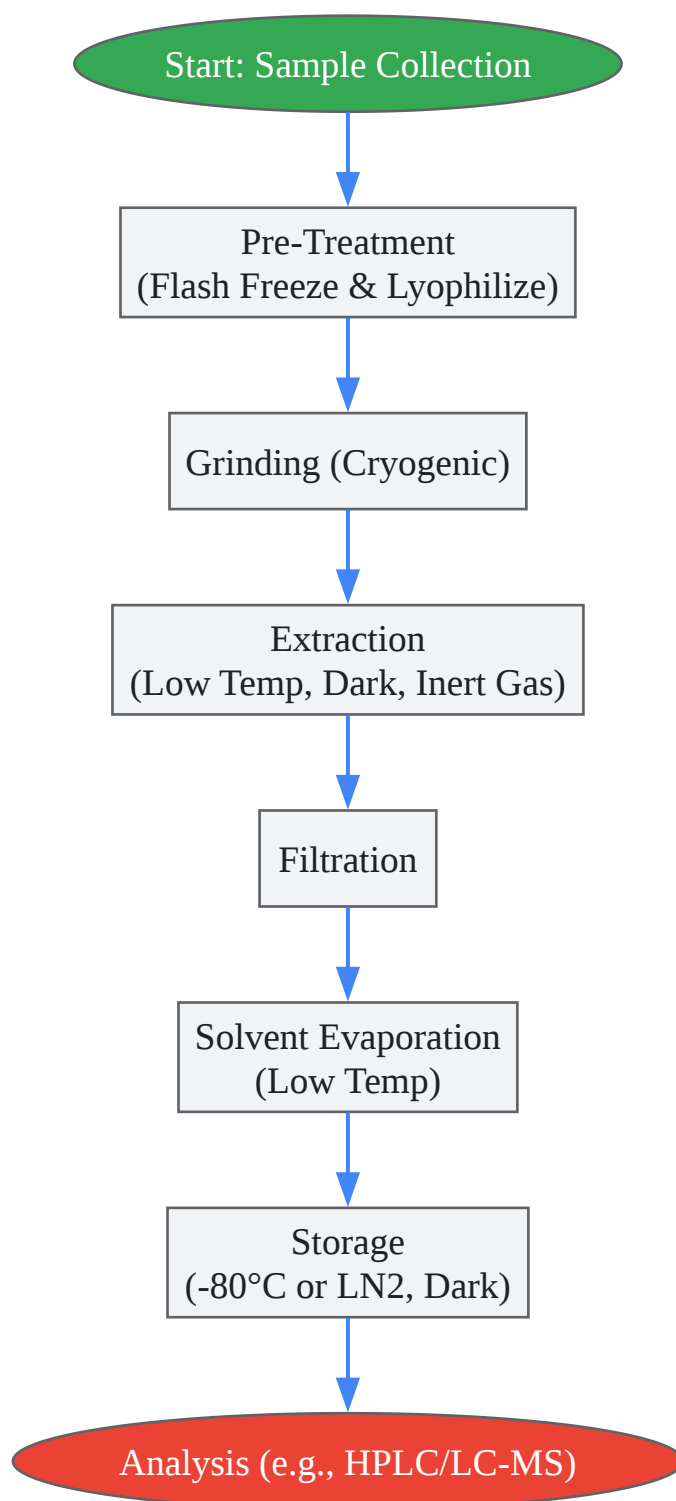 Start: Sample Collection
Pre-Treatment
(Flash Freeze & Lyophilize)
Grinding (Cryogenic)
Extraction
(Low Temp, Dark, Inert Gas)
Filtration
Solvent Evaporation
(Low Temp)
Storage
(-80°C or LN2, Dark)
Analysis (e.g., HPLC/LC-MS)